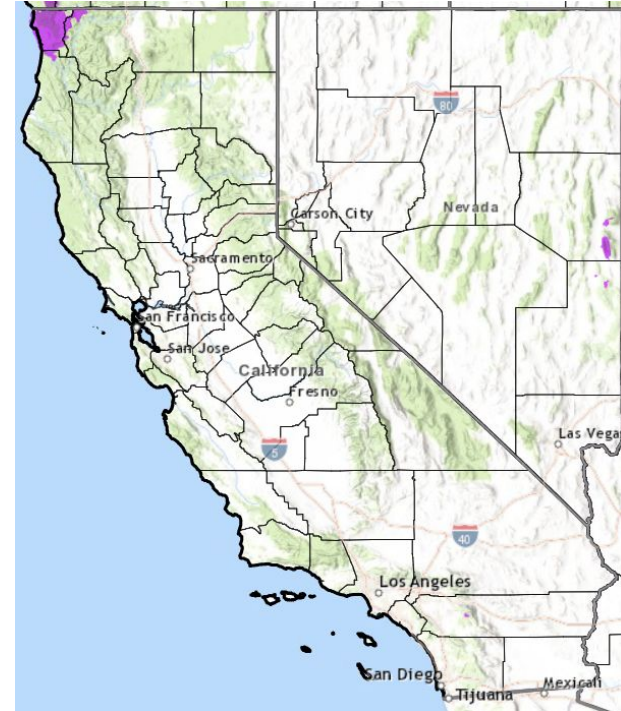 80
Nevada
Carson City
Sacramento
San Francisco
San Jose
California
Fresno
Las Vega
5
40
Los Angeles
San Diego
Mexicali
Tijuana